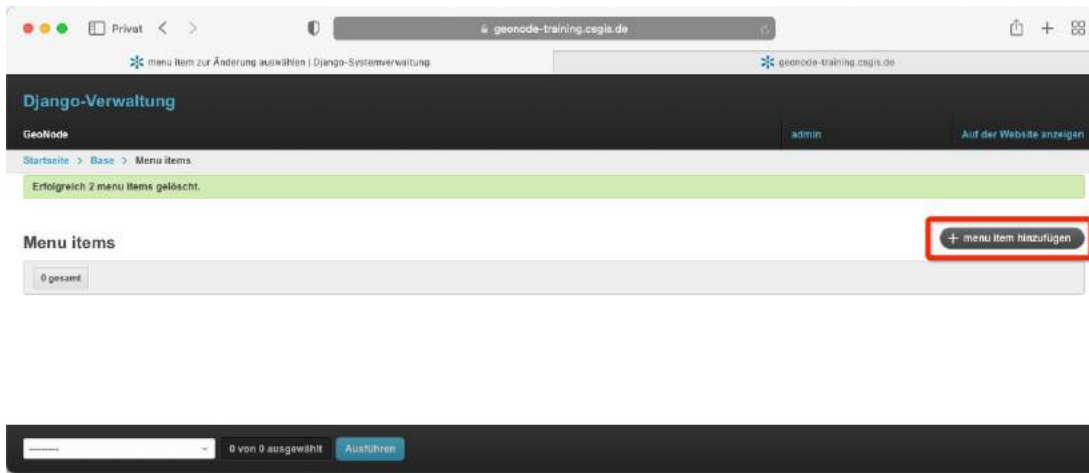 Privat
geonode-training.csgis.de
menu item zur Änderung auswählen | Django-Systemverwaltung
geonode-training.csgis.de
Django-Verwaltung
GeoNode
admin
Auf der Website anzeigen
Startseite > Base > Menu items
Erfolgreich 2 menu items gelöscht.
Menu items
+ menu item hinzufügen
0 gesamt
---------
0 von 0 ausgewählt
Ausführen